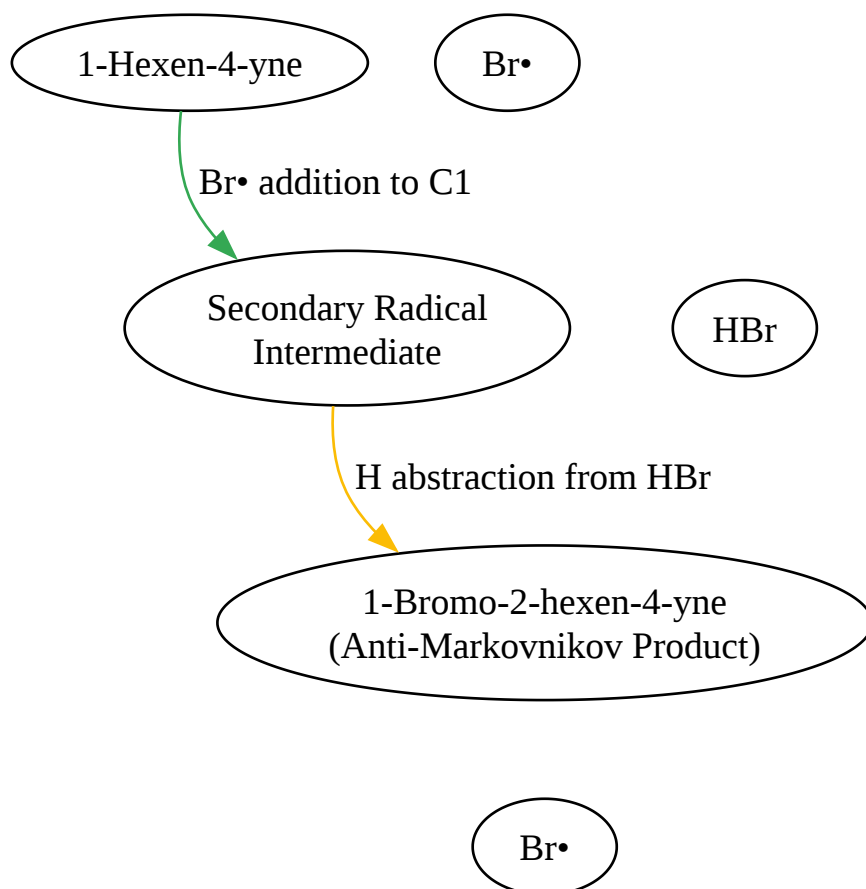 1-Hexen-4-yne
Br•
Br• addition to C1
Secondary Radical
Intermediate
HBr
H abstraction from HBr
1-Bromo-2-hexen-4-yne
(Anti-Markovnikov Product)
Br•